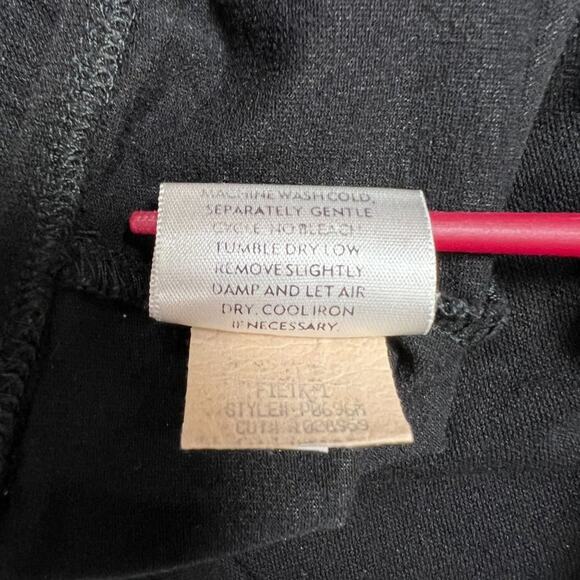 MACHINE WASH COLD,
SEPARATELY GENTLE
CYCLE. NO BLEACH
TUMBLE DRY LOW
REMOVE SLIGHTLY
DAMP AND LET AIR
DRY. COOL IRON
IF NECESSARY.
STYLE# P8696M
CUT#